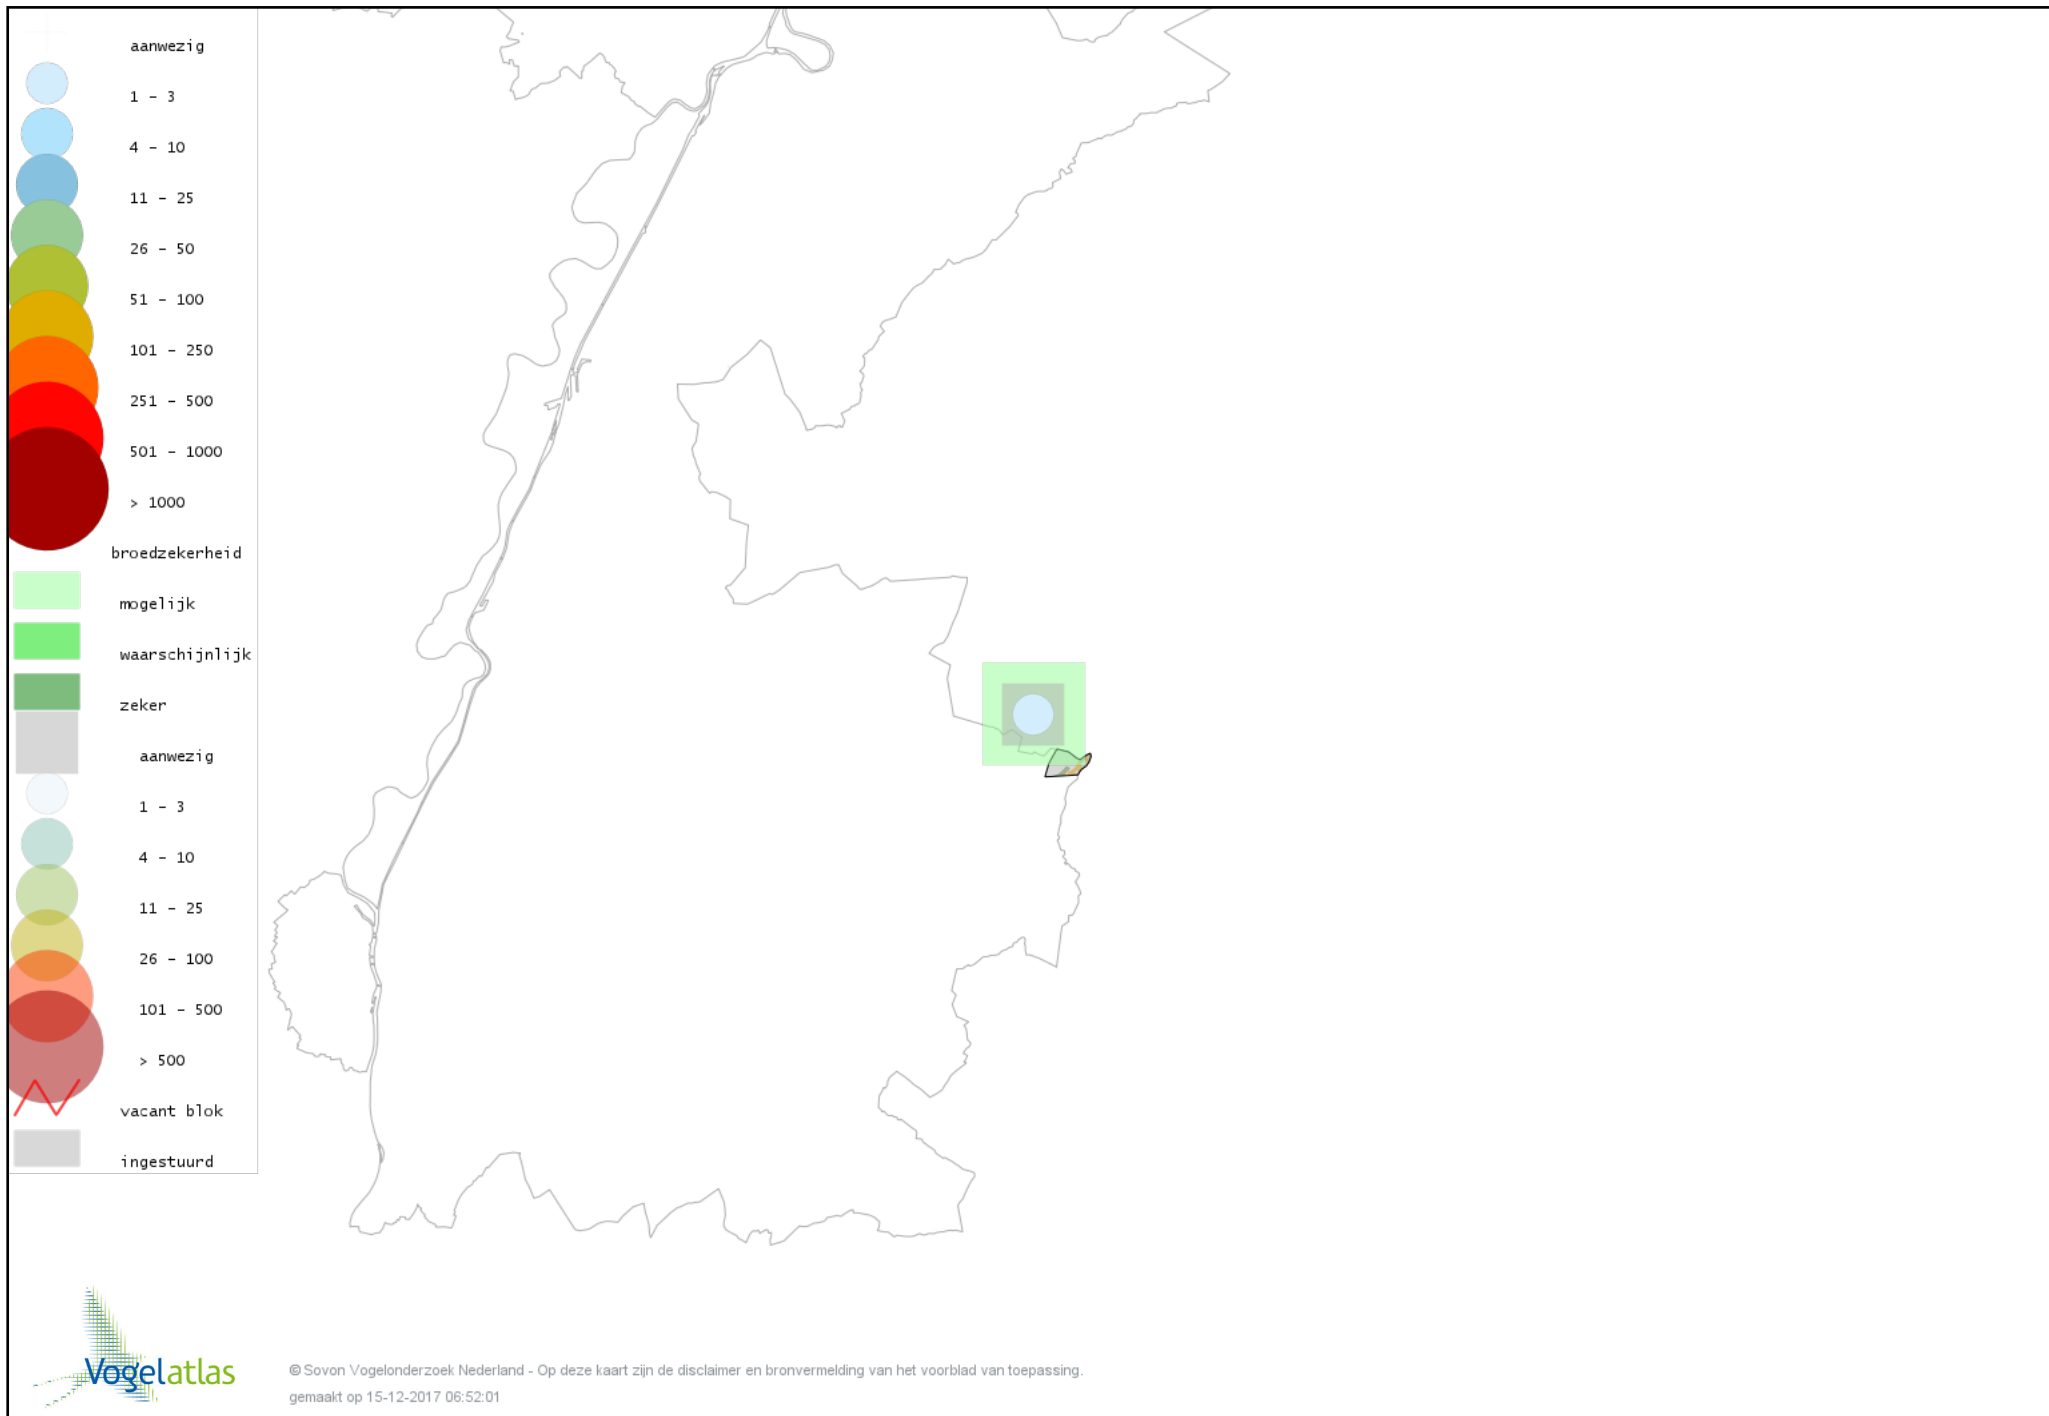 aanwezig
1 - 3
4 - 10
11 - 25
26 - 50
51 - 100
101 - 250
251 - 500
501 - 1000
> 1000
broedzekerheid
mogelijk
waarschijnlijk
zeker
aanwezig
1 - 3
4 - 10
11 - 25
26 - 100
101 - 500
> 500
vacant blok
ingestuurd
Vogelatlas
© Sovon Vogelonderzoek Nederland - Op deze kaart zijn de disclaimer en bronvermelding van het voorblad van toepassing.
gemaakt op 15-12-2017 06:52:01